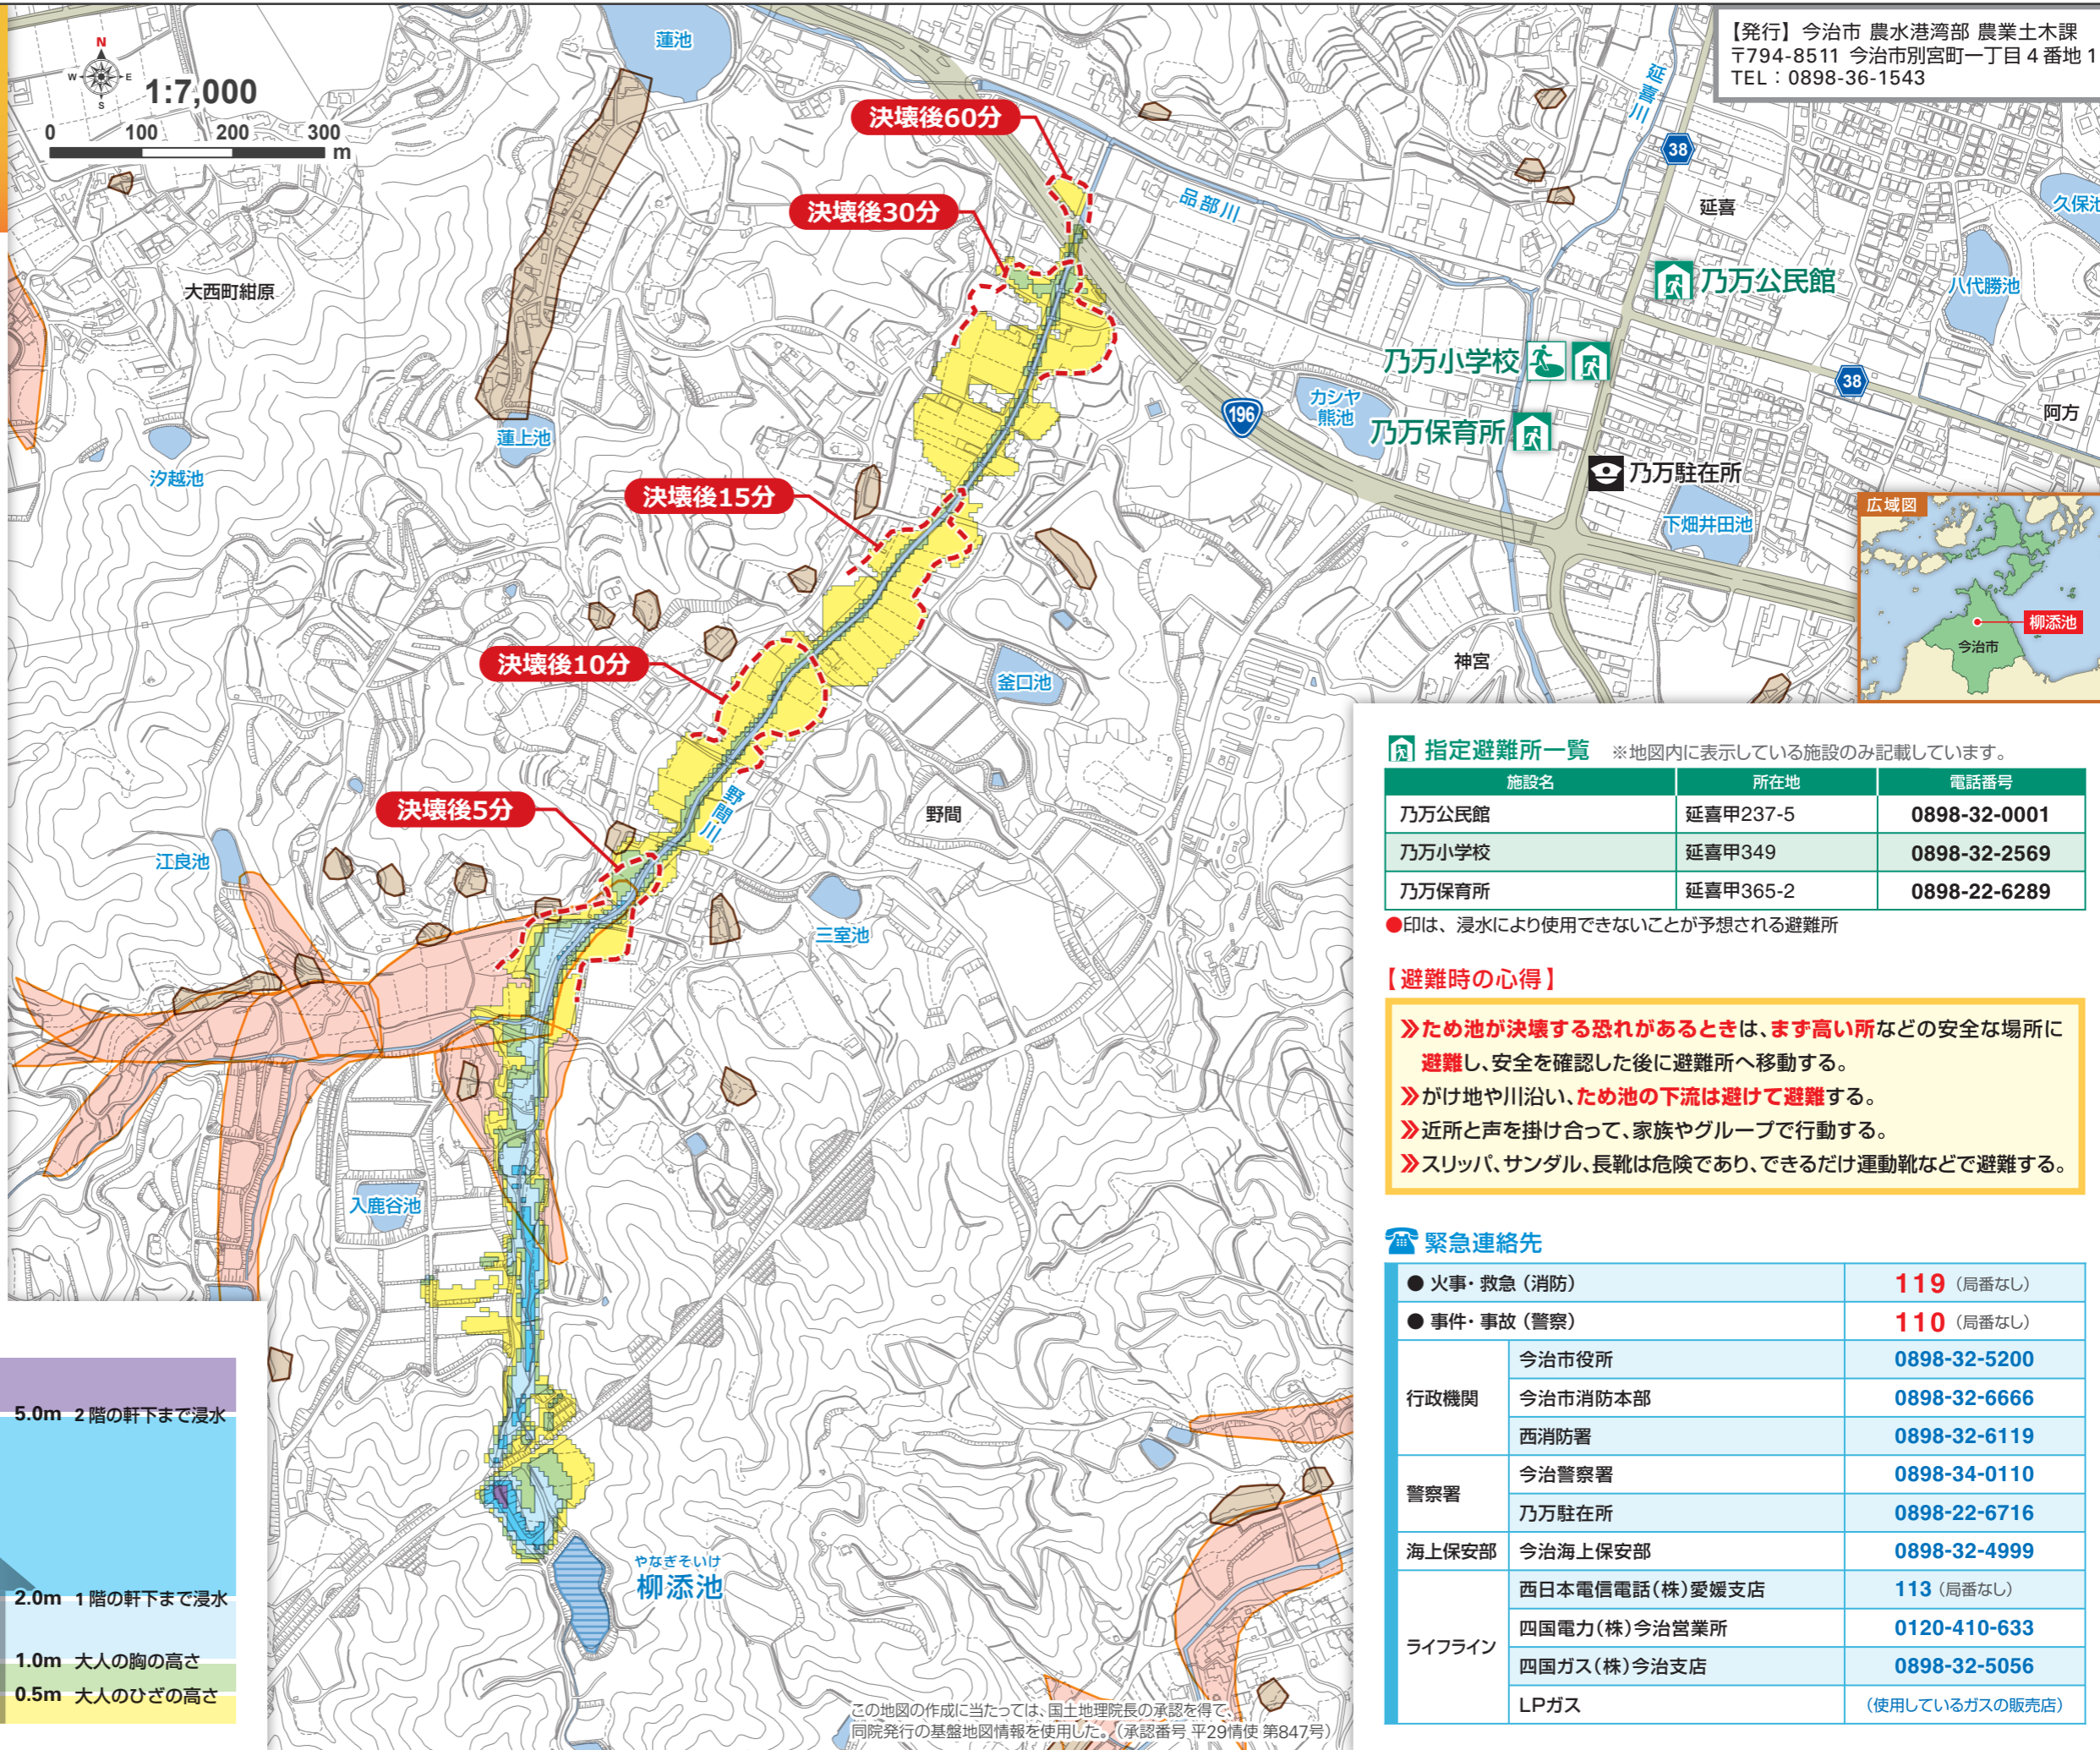 N
W
E
S
1:7,000
0 100 200 300
m
【発行】今治市 農水港湾部 農業土木課
〒794-8511 今治市別宮町一丁目4番地1
TEL：0898-36-1543
蓮池
延喜川
38
決壊後60分
品部川
延喜
久保池
決壊後30分
大西町紺原
乃万公民館
八代勝池
乃万小学校
38
196
カシヤ
熊池
阿方
乃万保育所
蓮上池
汐越池
乃万駐在所
決壊後15分
下畑井田池
広域図
柳添池
今治市
決壊後10分
神宮
釜口池
野間川
決壊後5分
野間
江良池
三室池
入鹿谷池
やなぎそいけ
柳添池
5.0m 2階の軒下まで浸水
2.0m 1階の軒下まで浸水
1.0m 大人の胸の高さ
0.5m 大人のひざの高さ
この地図の作成に当たっては、国土地理院長の承認を得て、
同院発行の基盤地図情報を使用した。（承認番号 平29情使 第847号）
指定避難所一覧 ※地図内に表示している施設のみ記載しています。
施設名 所在地 電話番号
乃万公民館 延喜甲237-5 0898-32-0001
乃万小学校 延喜甲349 0898-32-2569
乃万保育所 延喜甲365-2 0898-22-6289
●印は、浸水により使用できないことが予想される避難所
【避難時の心得】
≫ため池が決壊する恐れがあるときは、まず高い所などの安全な場所に
避難し、安全を確認した後に避難所へ移動する。
≫がけ地や川沿い、ため池の下流は避けて避難する。
≫近所と声を掛け合って、家族やグループで行動する。
≫スリッパ、サンダル、長靴は危険であり、できるだけ運動靴などで避難する。
緊急連絡先
● 火事・救急（消防） 119（局番なし）
● 事件・事故（警察） 110（局番なし）
行政機関
今治市役所 0898-32-5200
今治市消防本部 0898-32-6666
西消防署 0898-32-6119
警察署
今治警察署 0898-34-0110
乃万駐在所 0898-22-6716
海上保安部 今治海上保安部 0898-32-4999
ライフライン
西日本電信電話（株）愛媛支店 113（局番なし）
四国電力（株）今治営業所 0120-410-633
四国ガス（株）今治支店 0898-32-5056
LPガス （使用しているガスの販売店）